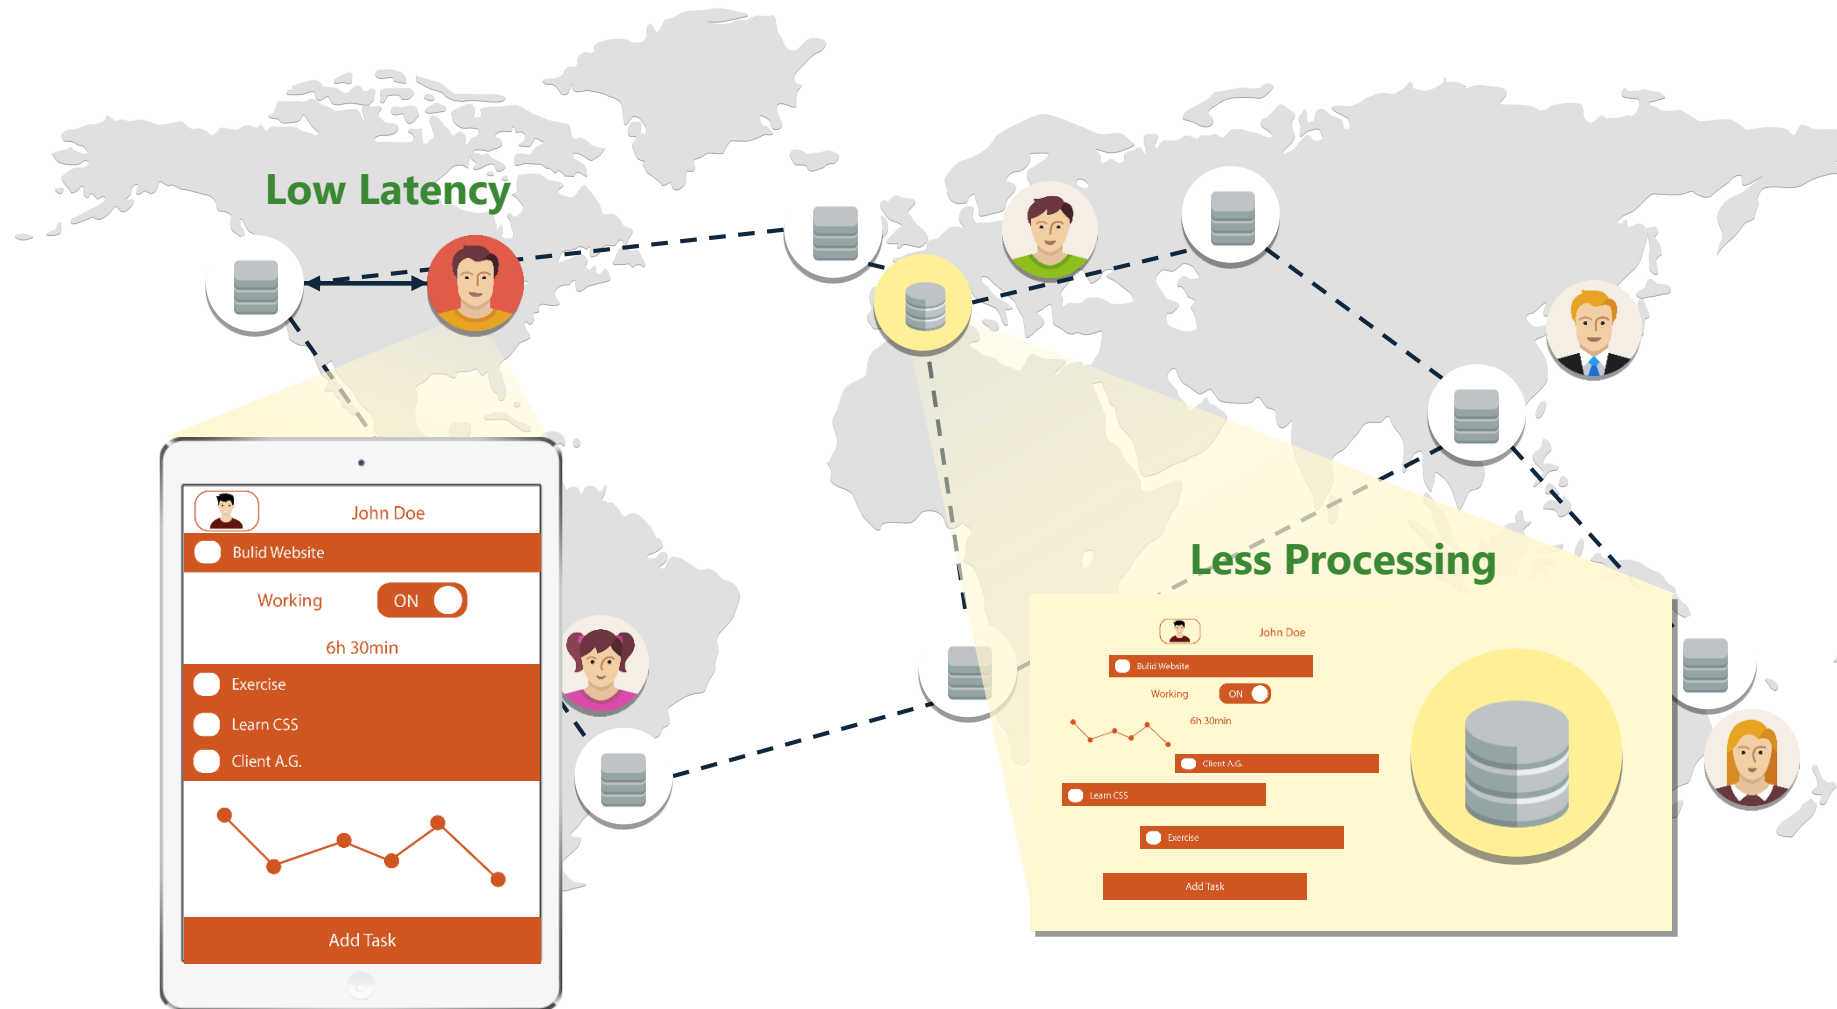 Low Latency
John Doe
Bulid Website
Working ON
6h 30min
Exercise
Learn CSS
Client A.G.
Add Task
Less Processing
John Doe
Bulid Website
Working ON
6h 30min
Client A.G.
Learn CSS
Exercise
Add Task